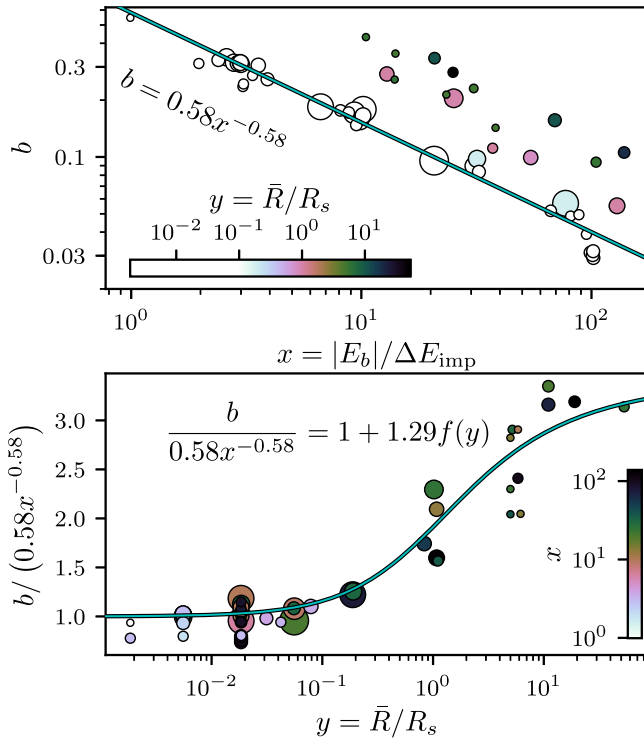 0.3
0.1
0.03
b
b = 0.58x^{-0.58}
y = R̄/R_s
10^{-2} 10^{-1} 10^0 10^1
10^0 10^1 10^2
x = |E_b|/ΔE_imp
3.0
2.5
2.0
1.5
1.0
b/(0.58x^{-0.58})
b/0.58x^{-0.58} = 1 + 1.29f(y)
x
10^2
10^1
10^0
10^{-2} 10^{-1} 10^0 10^1
y = R̄/R_s